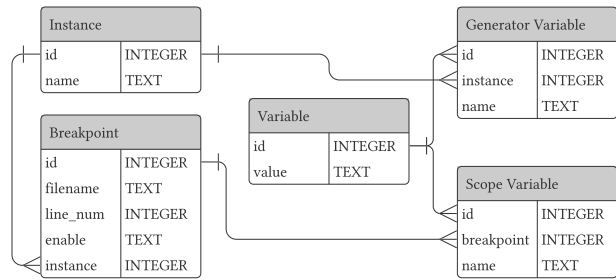 Instance
id INTEGER
name TEXT
Breakpoint
id INTEGER
filename TEXT
line_num INTEGER
enable TEXT
instance INTEGER
Variable
id INTEGER
value TEXT
Generator Variable
id INTEGER
instance INTEGER
name TEXT
Scope Variable
id INTEGER
breakpoint INTEGER
name TEXT